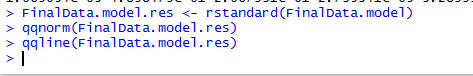 > FinalData.model.res <- rstandard(FinalData.model)
> qqnorm(FinalData.model.res)
> qqline(FinalData.model.res)
>